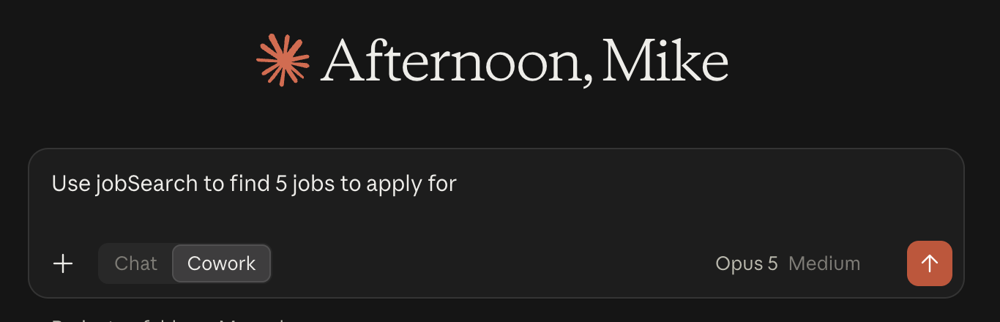 Afternoon, Mike
Use jobSearch to find 5 jobs to apply for
Chat
Cowork
Opus 5 Medium